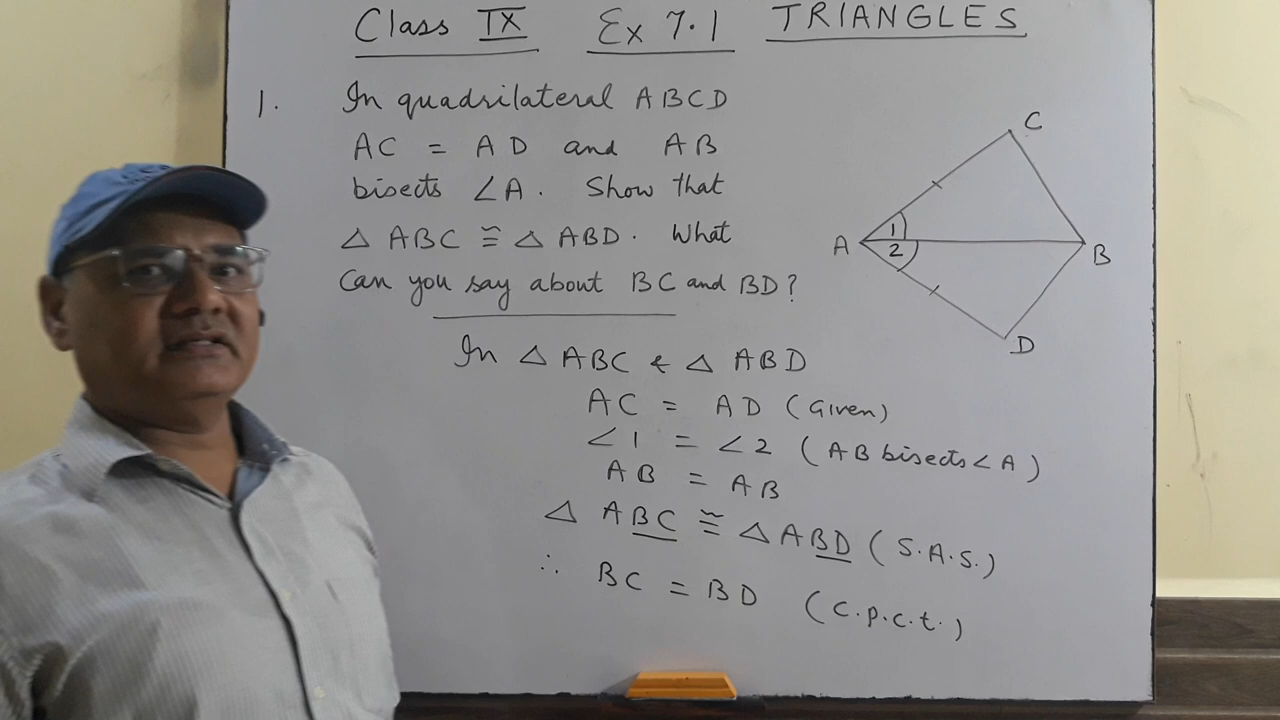 Class IX Ex 7.1 TRIANGLES
1. In quadrilateral ABCD
AC = AD and AB
bisects ∠A. Show that
△ ABC ≅ △ ABD. What
can you say about BC and BD?
C
A 1 2 B
D
In △ ABC & △ ABD
AC = AD (Given)
∠1 = ∠2 (AB bisects ∠A)
AB = AB
△ ABC ≅ △ ABD (S.A.S.)
∴ BC = BD (C.p.c.t.)